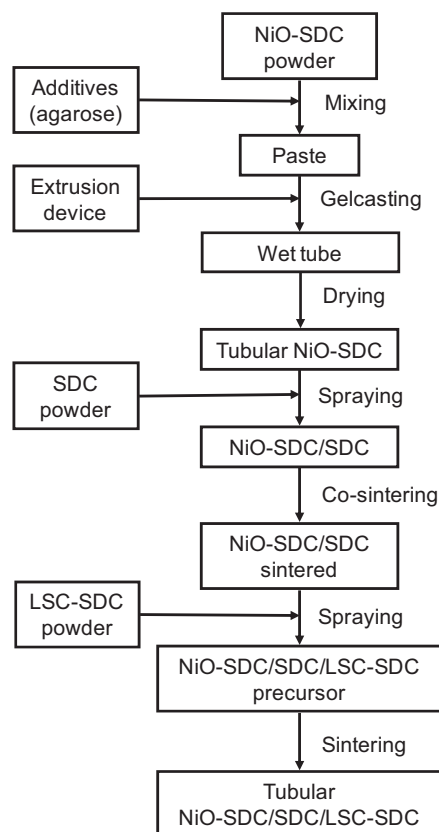 NiO-SDC
powder
Additives
(agarose)
Mixing
Paste
Extrusion
device
Gelcasting
Wet tube
Drying
Tubular NiO-SDC
SDC
powder
Spraying
NiO-SDC/SDC
Co-sintering
NiO-SDC/SDC
sintered
LSC-SDC
powder
Spraying
NiO-SDC/SDC/LSC-SDC
precursor
Sintering
Tubular
NiO-SDC/SDC/LSC-SDC